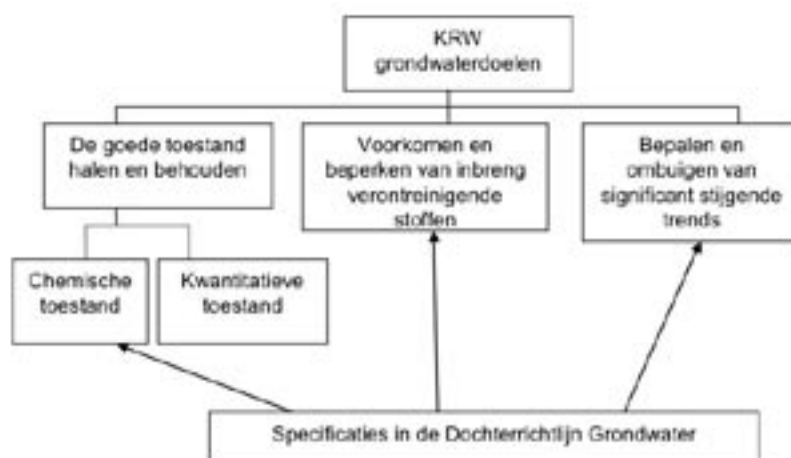 KRW
grondwaterdoelen
De goede toestand
halen en behouden
Voorkomen en
beperken van inbreng
verontreinigende
stoffen
Bepalen en
ombuigen van
significant stijgende
trends
Chemische
toestand
Kwantitatieve
toestand
Specificaties in de Dochterrichtlijn Grondwater